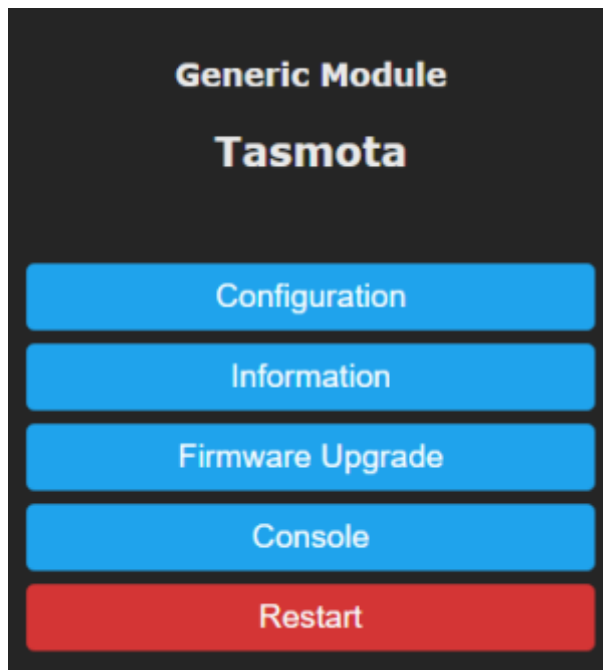 Generic Module
Tasmota
Configuration
Information
Firmware Upgrade
Console
Restart